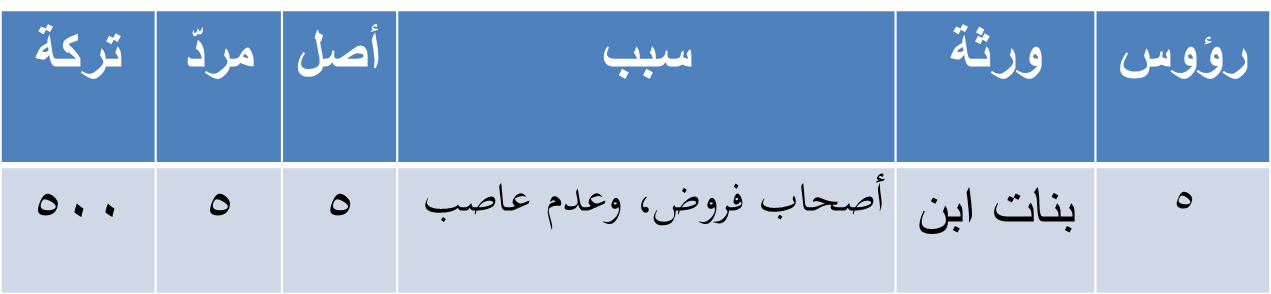 رؤوس ورثة سبب أصل مردّ تركة
٥ بنات ابن أصحاب فروض، وعدم عاصب ٥ ٥ ٥٠٠